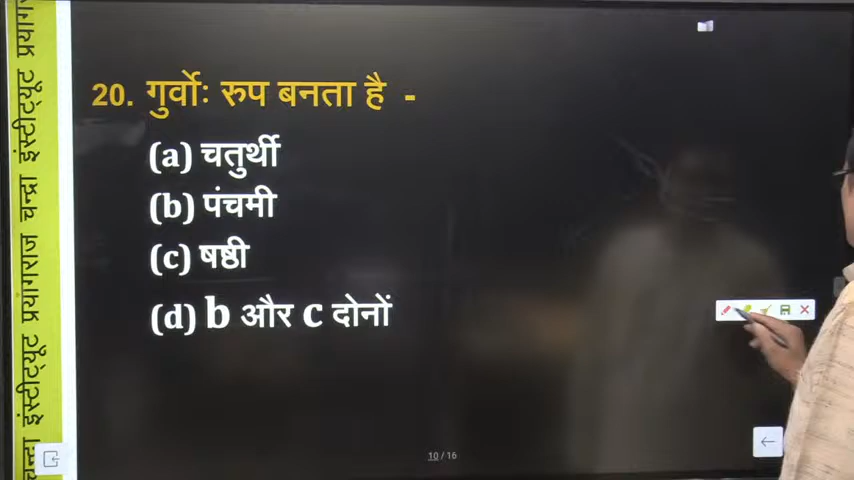 20. गुर्वोः रुप बनता है -
(a) चतुर्थी
(b) पंचमी
(c) षष्ठी
(d) b और c दोनों
10 / 16
चन्द्रा इंस्टीट्यूट प्रयागराज चन्द्रा इंस्टीट्यूट प्रयागराज